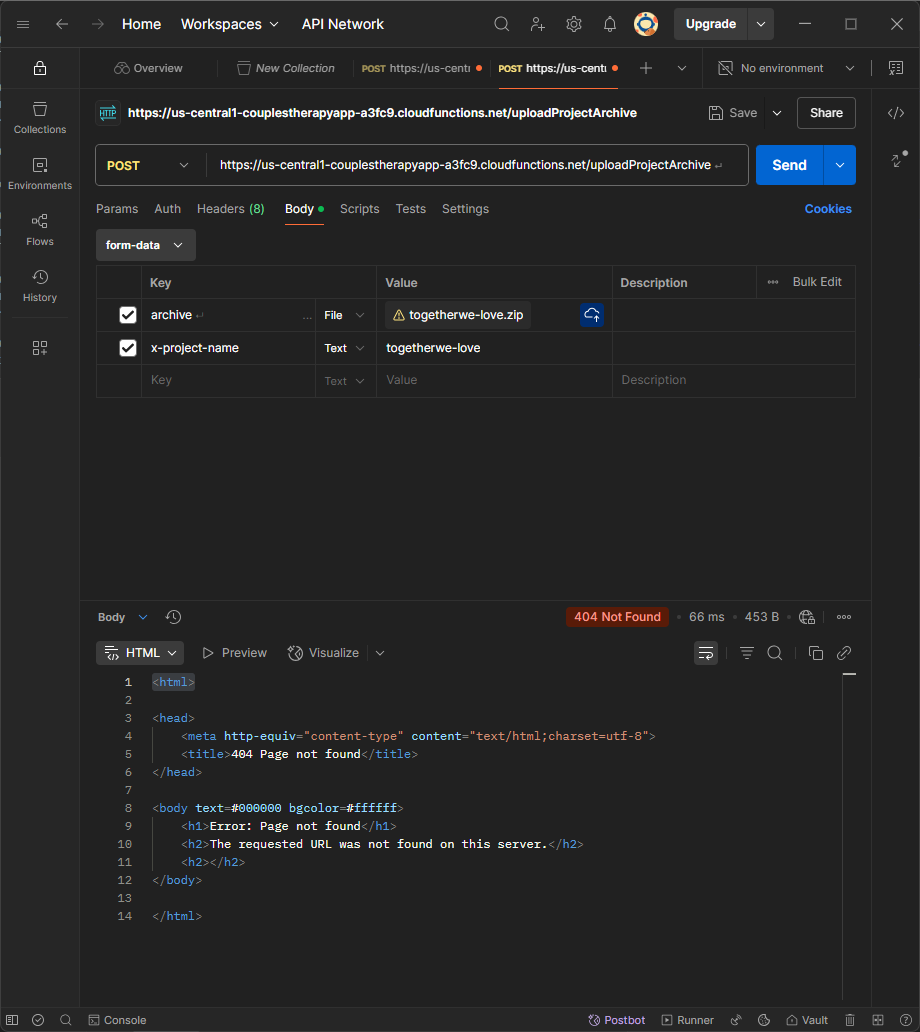 Home Workspaces API Network Upgrade
Overview New Collection POST https://us-centr POST https://us-centr No environment
HTTP https://us-central1-couplestherapyapp-a3fc9.cloudfunctions.net/uploadProjectArchive Save Share
Collections
POST https://us-central1-couplestherapyapp-a3fc9.cloudfunctions.net/uploadProjectArchive ↵ Send
Environments
Params Auth Headers (8) Body Scripts Tests Settings Cookies
Flows
form-data
History
Key Value Description ••• Bulk Edit
archive ↵ ... File togetherwe-love.zip
x-project-name Text togetherwe-love
Key Text Value Description
Body 404 Not Found • 66 ms • 453 B •••
HTML Preview Visualize
1 <html>
2
3 <head>
4 <meta http-equiv="content-type" content="text/html;charset=utf-8">
5 <title>404 Page not found</title>
6 </head>
7
8 <body text=#000000 bgcolor=#ffffff>
9 <h1>Error: Page not found</h1>
10 <h2>The requested URL was not found on this server.</h2>
11 <h2></h2>
12 </body>
13
14 </html>
Console Postbot Runner Vault